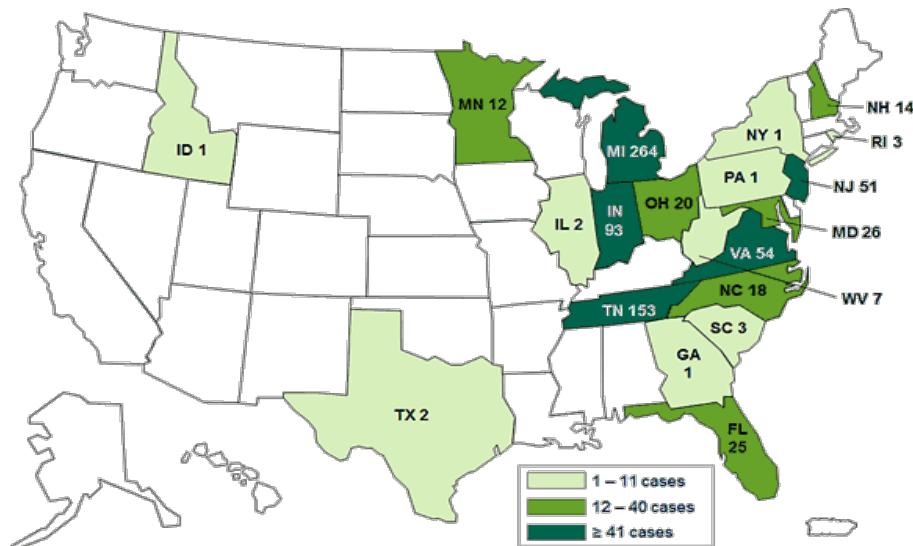 MN 12
NH 14
NY 1
RI 3
ID 1
MI 264
PA 1
NJ 51
OH 20
IL 2
IN
93
MD 26
VA 54
WV 7
NC 18
TN 153
SC 3
GA
1
TX 2
FL
25
1 – 11 cases
12 – 40 cases
≥ 41 cases